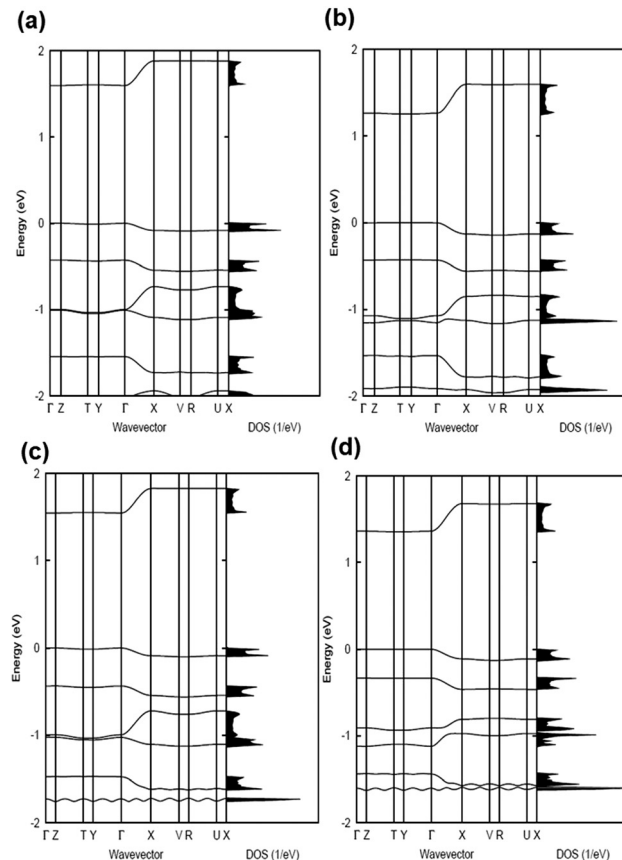 (a)
(b)
2
1
0
-1
-2
Energy (eV)
Γ Z T Y Γ X V R U X
Wavevector
DOS (1/eV)
2
1
0
-1
-2
Energy (eV)
Γ Z T Y Γ X V R U X
Wavevector
DOS (1/eV)
(c)
(d)
2
1
0
-1
-2
Energy (eV)
Γ Z T Y Γ X V R U X
Wavevector
DOS (1/eV)
2
1
0
-1
-2
Energy (eV)
Γ Z T Y Γ X V R U X
Wavevector
DOS (1/eV)